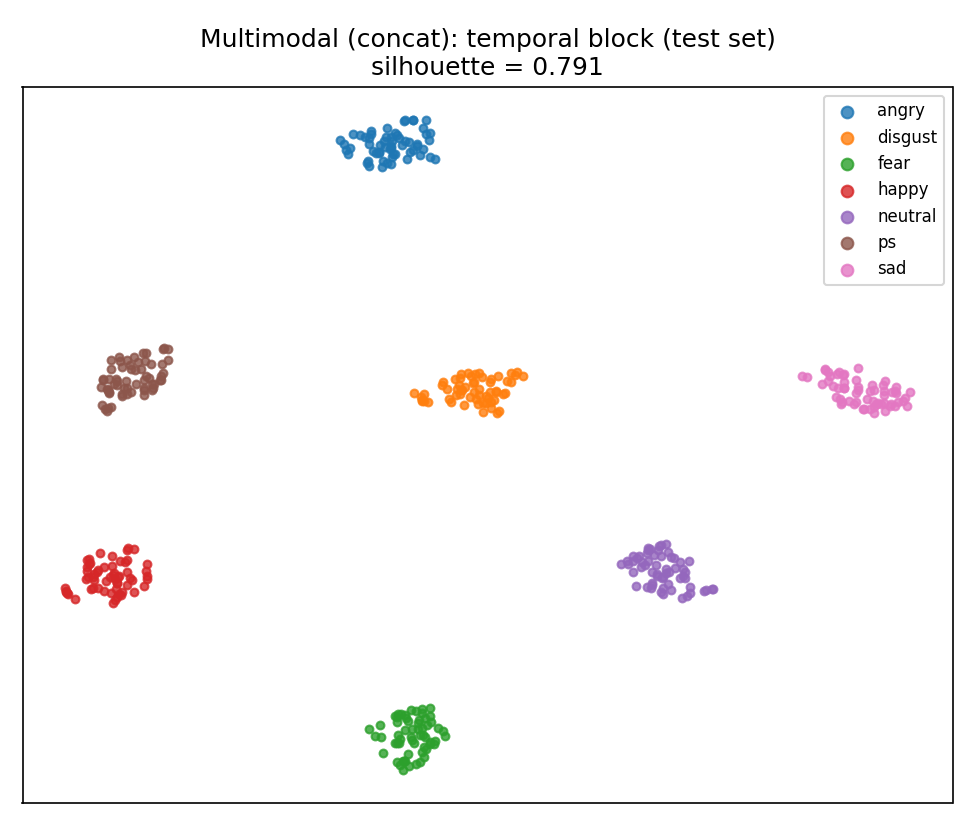 Multimodal (concat): temporal block (test set)
silhouette = 0.791
angry
disgust
fear
happy
neutral
ps
sad